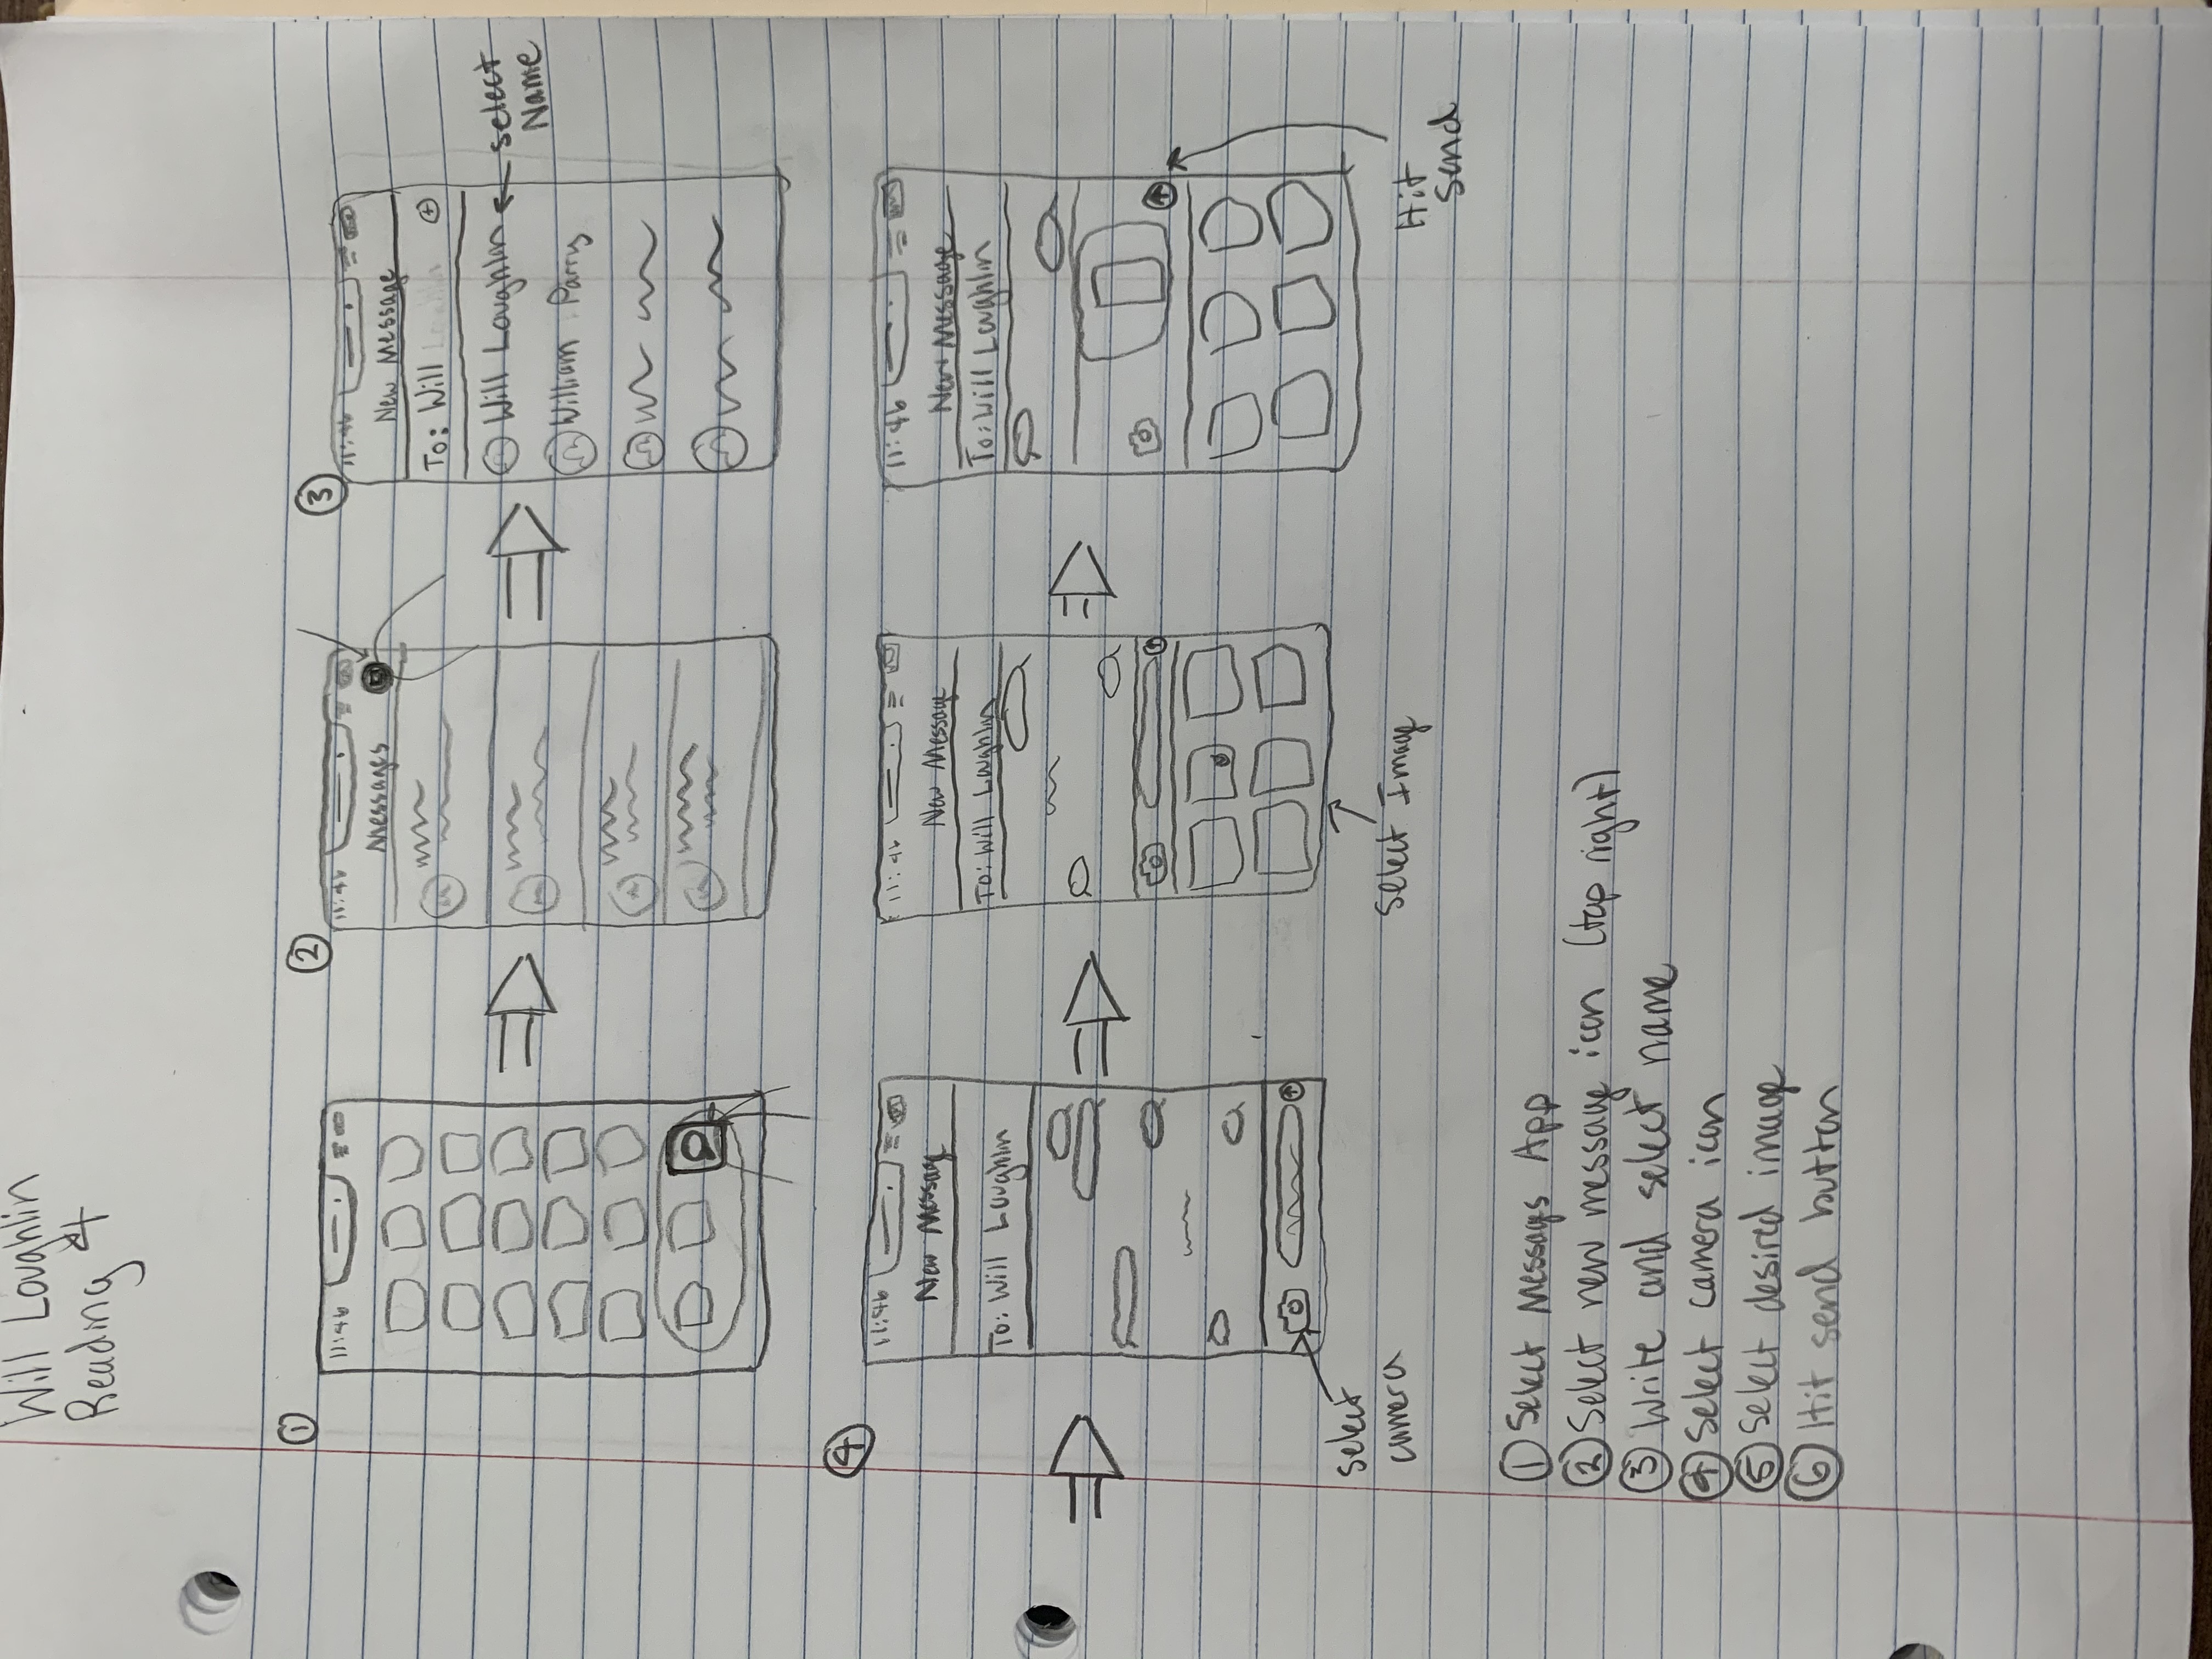 Will Loughlin
Reading 4
①
11:46
②
11:46
Messages
③
11:46
New Message
To: Will Loughlin
Will Loughlin
select
Name
William Parry
④
11:46
New Message
To: Will Loughlin
select
camera
11:46
New Message
To: Will Loughlin
Select Image
11:46
New Message
To: Will Loughlin
Hit
send
① Select Messages App
② Select new message icon (top right)
③ Write and select name
④ Select camera icon
⑤ Select desired image
⑥ Hit send button